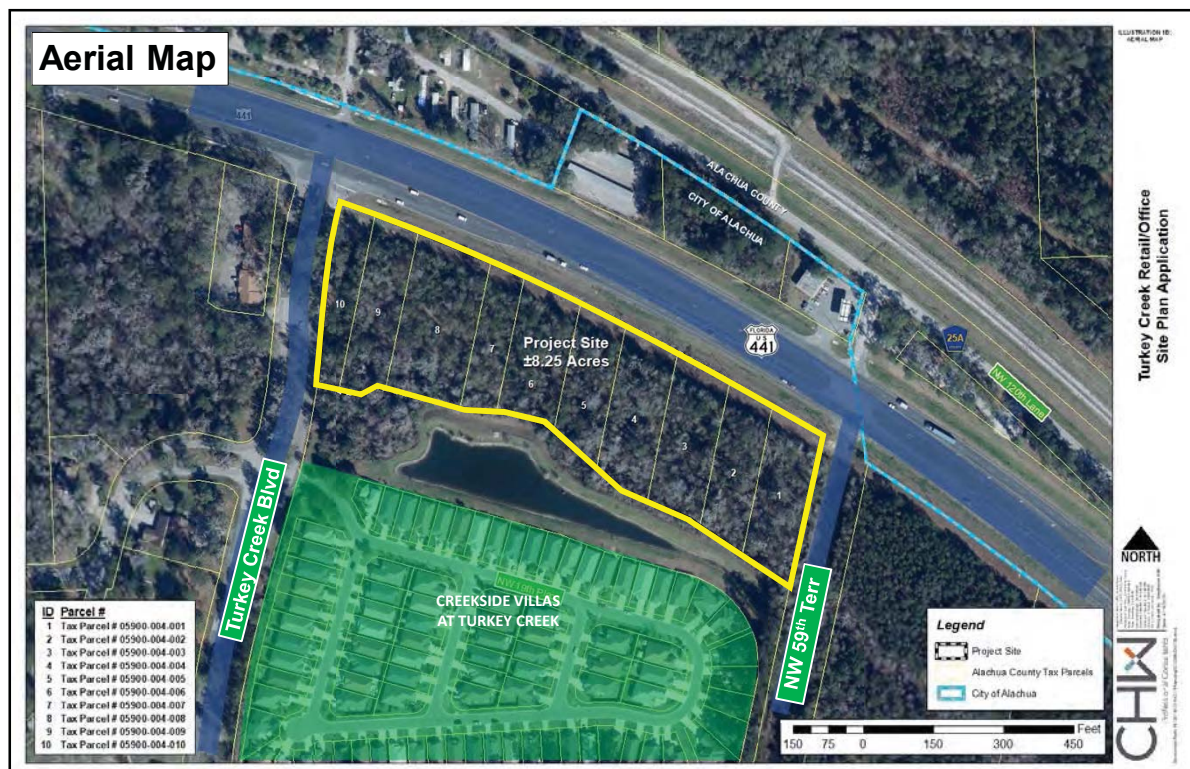 Aerial Map
ILLUSTRATION 1B:
AERIAL MAP
Turkey Creek Retail/Office
Site Plan Application
441
ALACHUA COUNTY
CITY OF ALACHUA
10
9
8
7
6
5
4
3
2
1
Project Site
±8.25 Acres
FLORIDA
US
441
25A
NW 120th Lane
Turkey Creek Blvd
NW 59th Terr
CREEKSIDE VILLAS
AT TURKEY CREEK
ID Parcel #
1 Tax Parcel # 05900-004-001
2 Tax Parcel # 05900-004-002
3 Tax Parcel # 05900-004-003
4 Tax Parcel # 05900-004-004
5 Tax Parcel # 05900-004-005
6 Tax Parcel # 05900-004-006
7 Tax Parcel # 05900-004-007
8 Tax Parcel # 05900-004-008
9 Tax Parcel # 05900-004-009
10 Tax Parcel # 05900-004-010
Legend
Project Site
Alachua County Tax Parcels
City of Alachua
Feet
150 75 0 150 300 450
NORTH
CHW
Professional Consultants